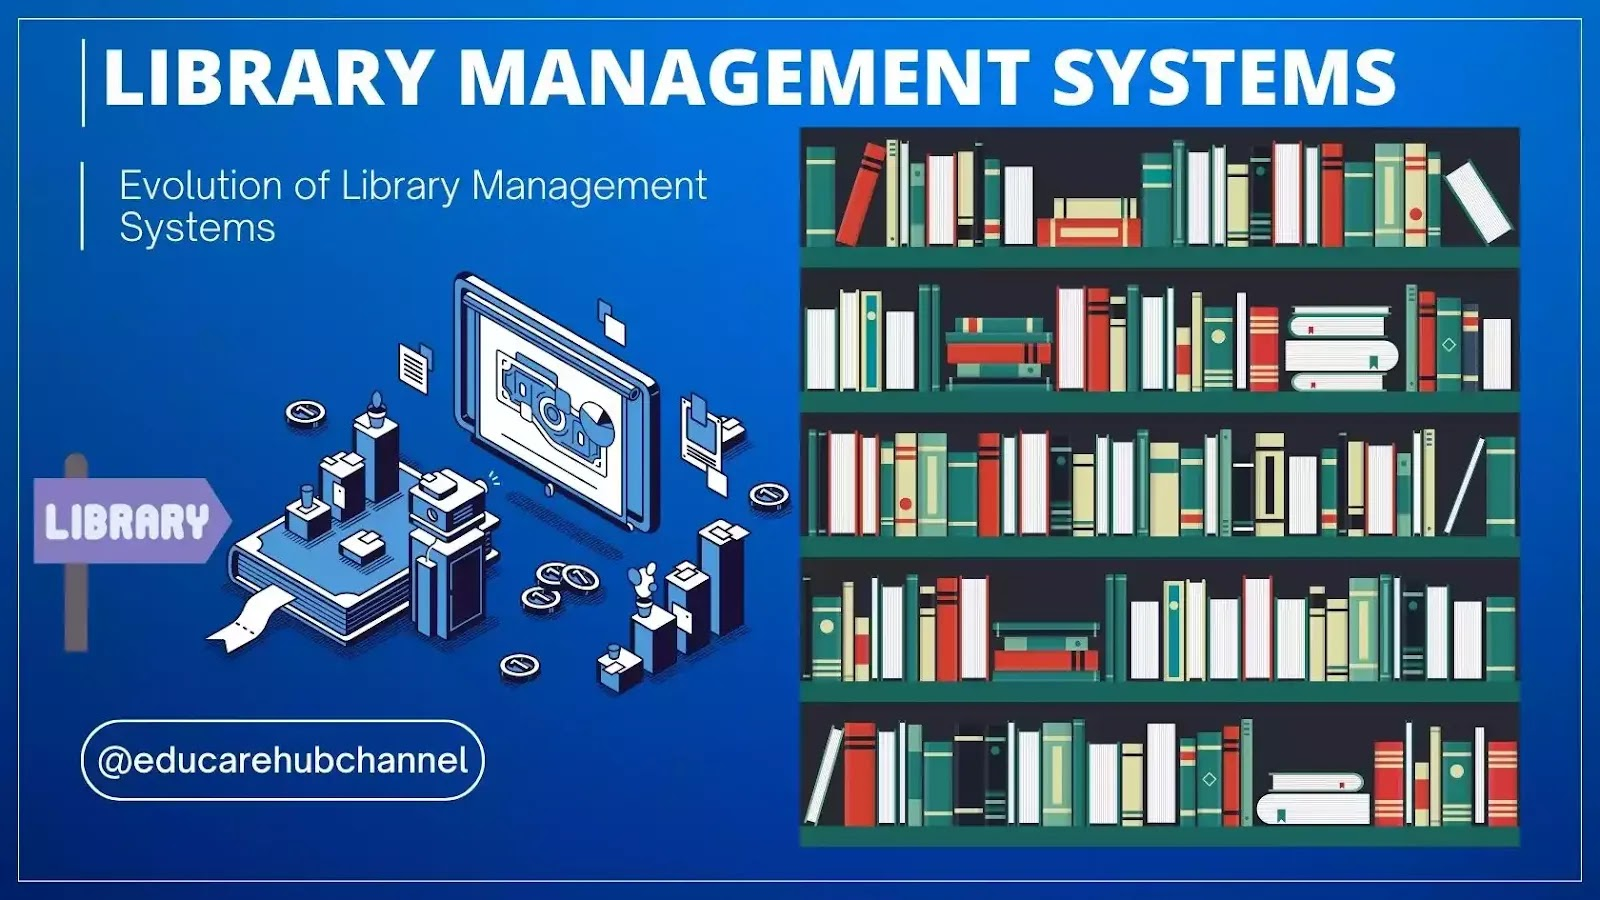 LIBRARY MANAGEMENT SYSTEMS
Evolution of Library Management
Systems
LIBRARY
@educarehubchannel